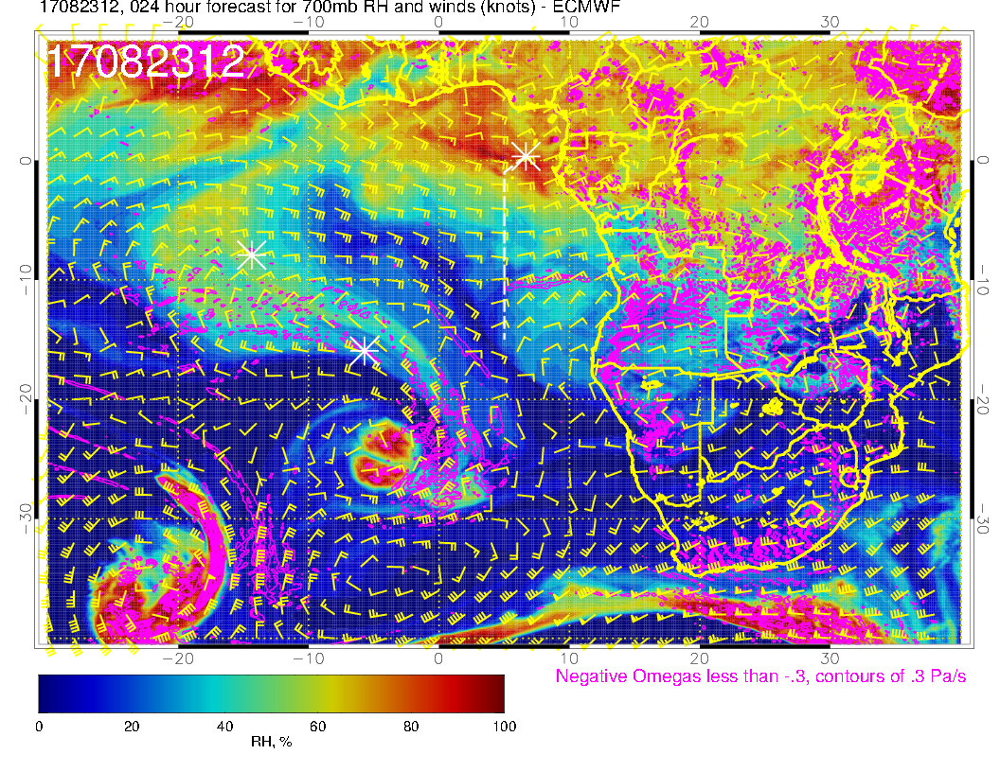 17082312, 024 hour forecast for 700mb RH and winds (knots) - ECMWF
−20 −10 0 10 20 30
17082312
0 0
−10 −10
−20 −20
−30 −30
−20 −10 0 10 20 30
Negative Omegas less than -.3, contours of .3 Pa/s
0 20 40 60 80 100
RH, %